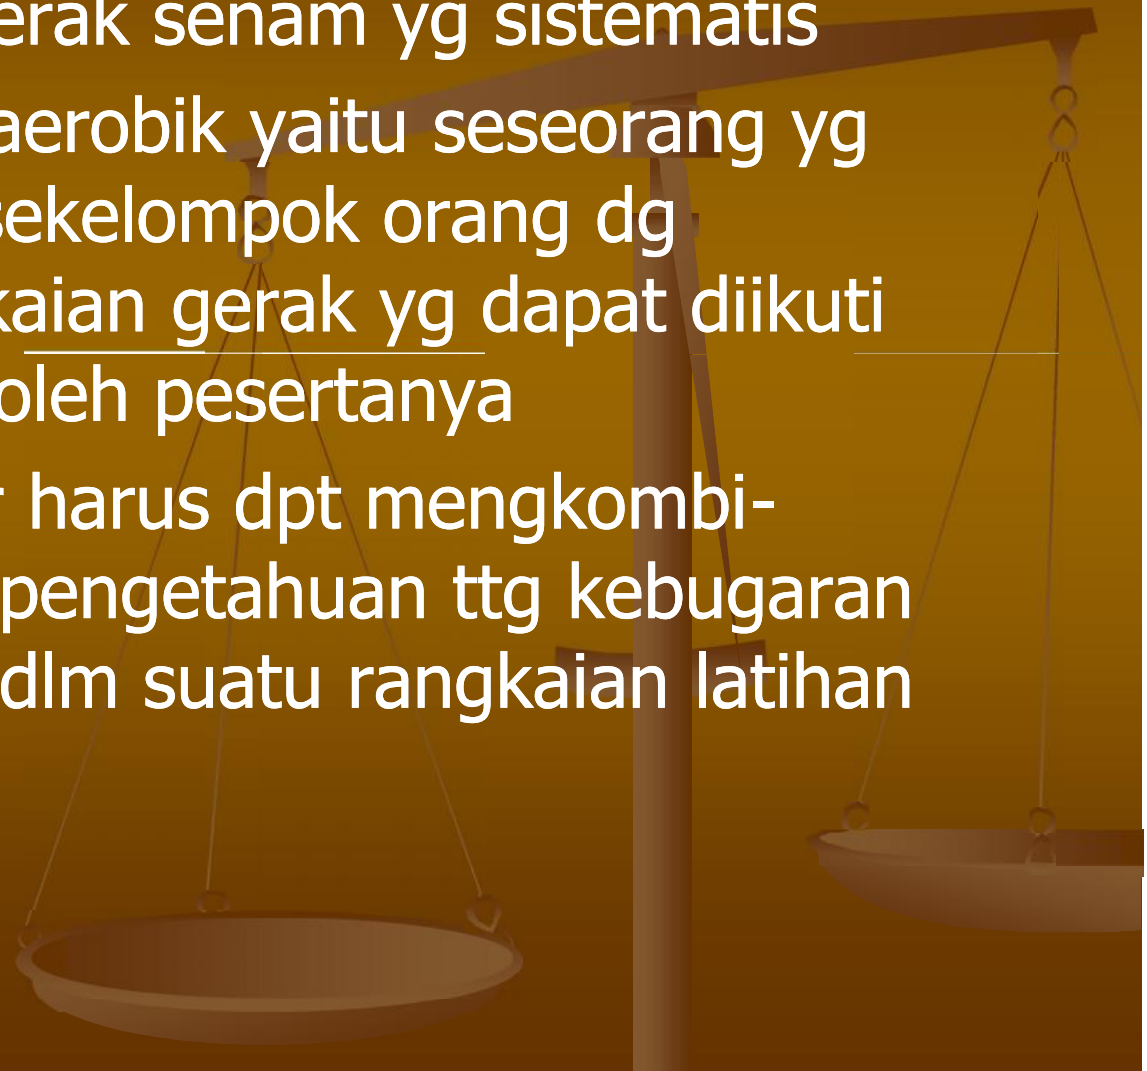 erak senam yg sistematis
aerobik yaitu seseorang yg
sekelompok orang dg
kaian gerak yg dapat diikuti
oleh pesertanya
r harus dpt mengkombi-
pengetahuan ttg kebugaran
dlm suatu rangkaian latihan